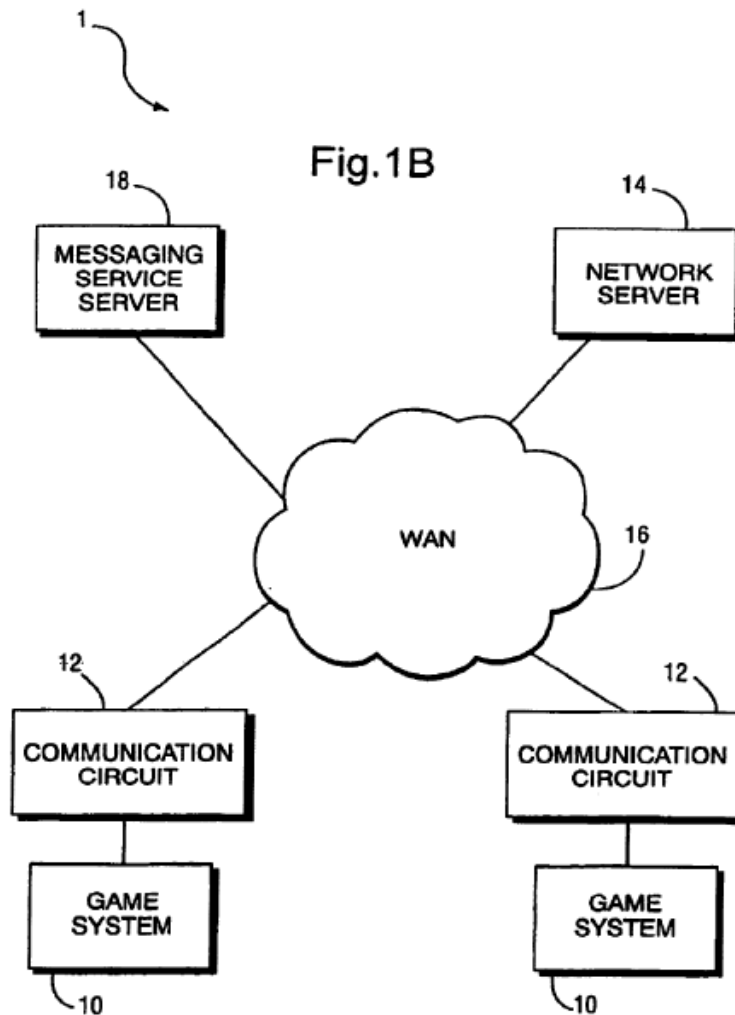 1
Fig.1B
18
14
MESSAGING
SERVICE
SERVER
NETWORK
SERVER
WAN
16
12
12
COMMUNICATION
CIRCUIT
COMMUNICATION
CIRCUIT
GAME
SYSTEM
GAME
SYSTEM
10
10